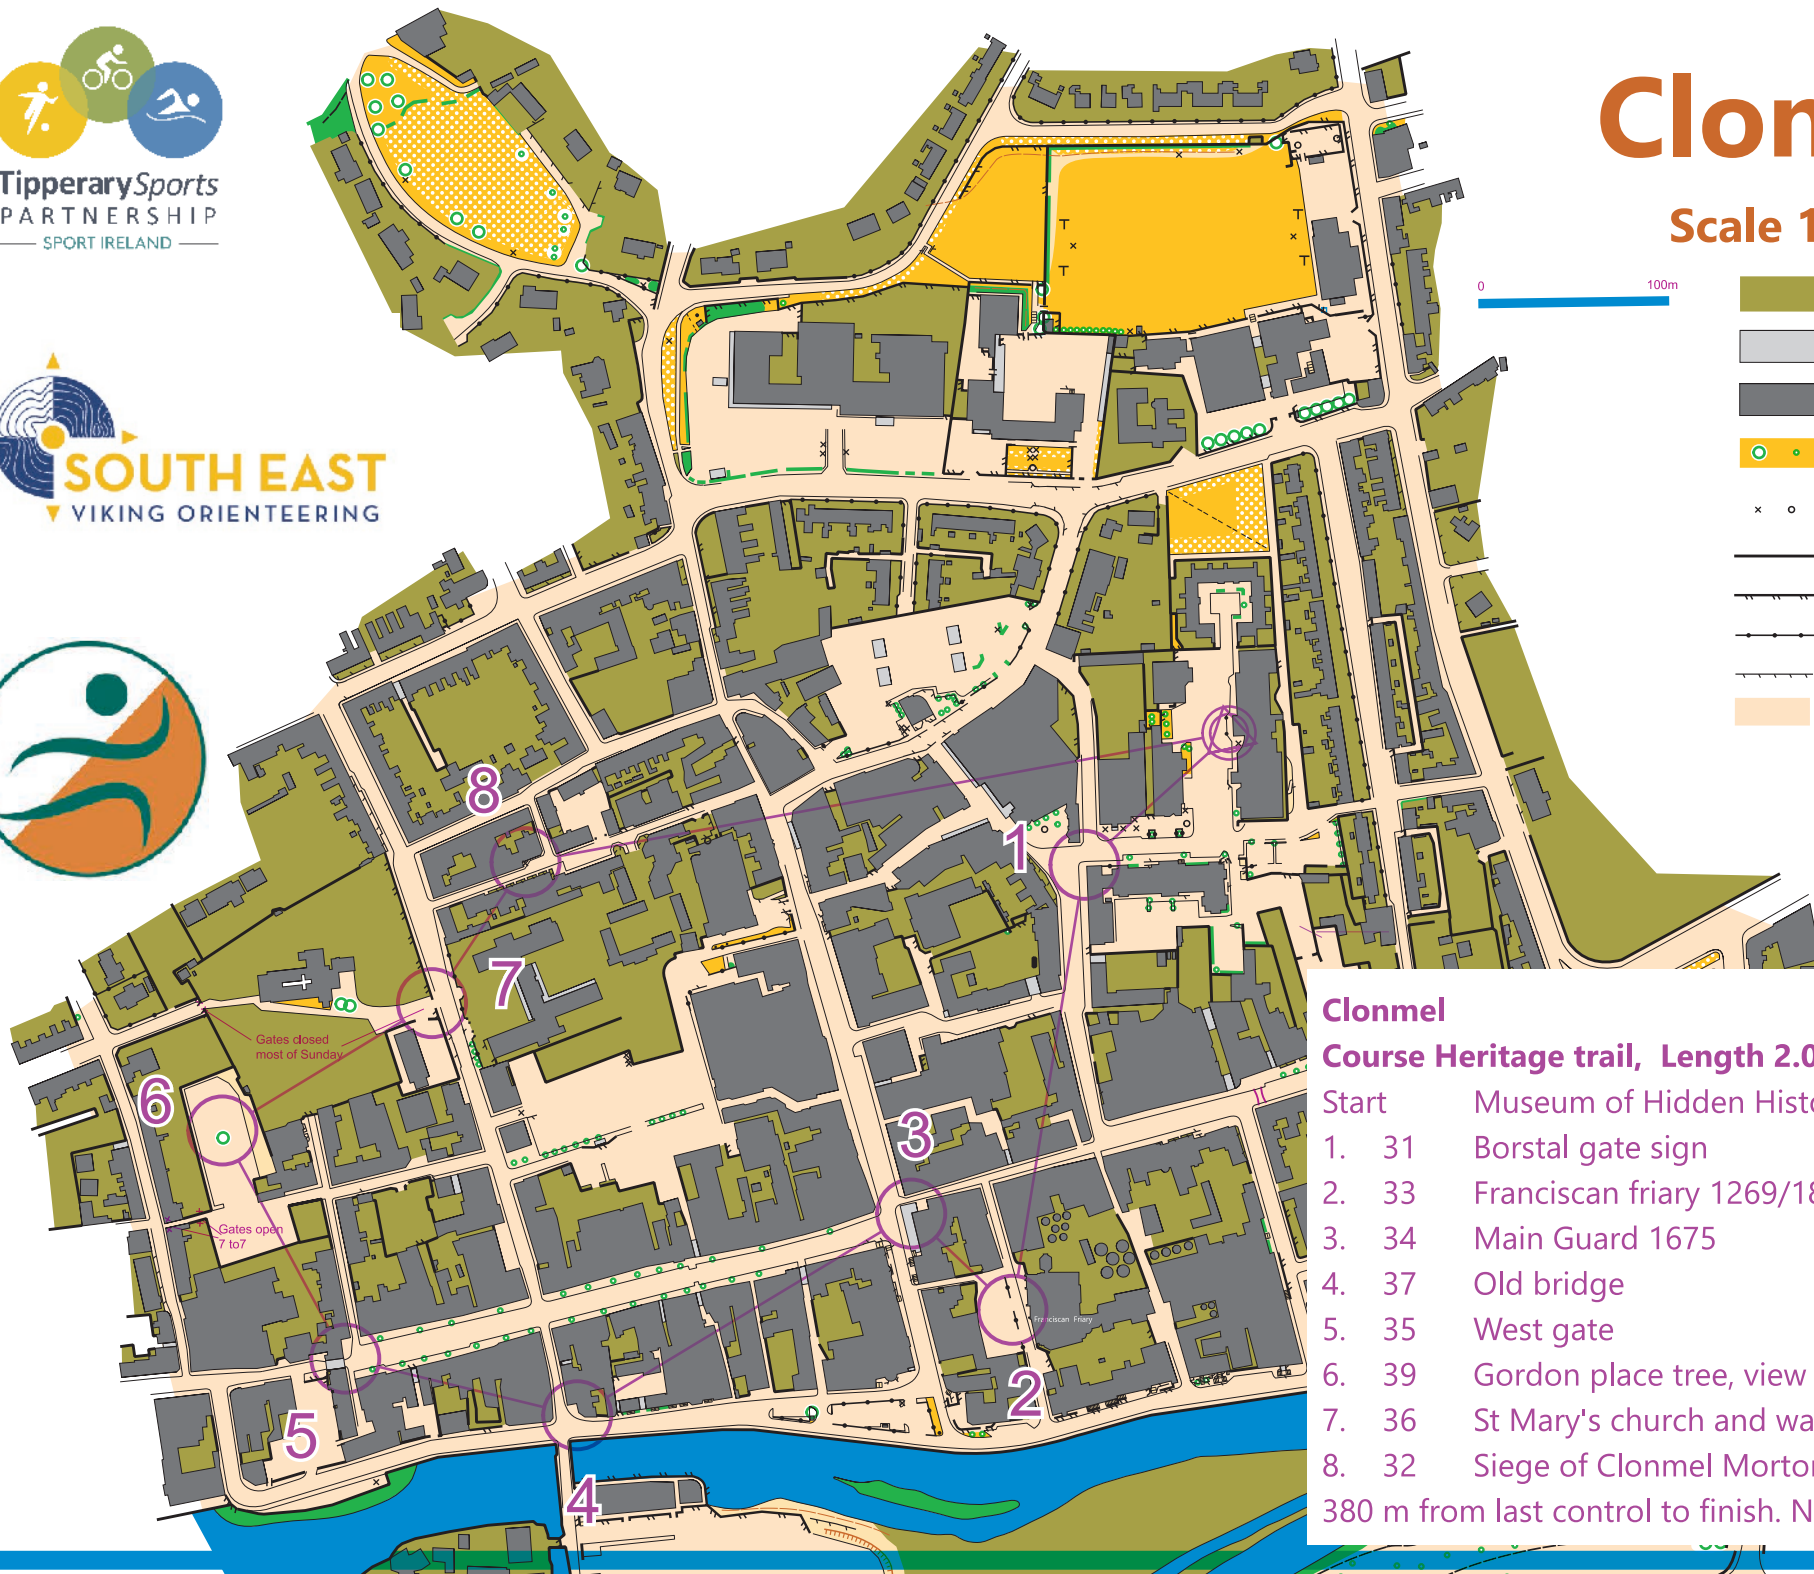 Tipperary Sports
PARTNERSHIP
SPORT IRELAND
SOUTH EAST
VIKING ORIENTEERING
Clon
Scale 1
0 100m
8
1
7
Gates closed
most of Sunday
6
3
Gates open
7 to7
Franciscan Friary
2
5
4
Clonmel
Course Heritage trail, Length 2.0
Start Museum of Hidden Histo
1. 31 Borstal gate sign
2. 33 Franciscan friary 1269/18
3. 34 Main Guard 1675
4. 37 Old bridge
5. 35 West gate
6. 39 Gordon place tree, view
7. 36 St Mary's church and wa
8. 32 Siege of Clonmel Morton
380 m from last control to finish. N